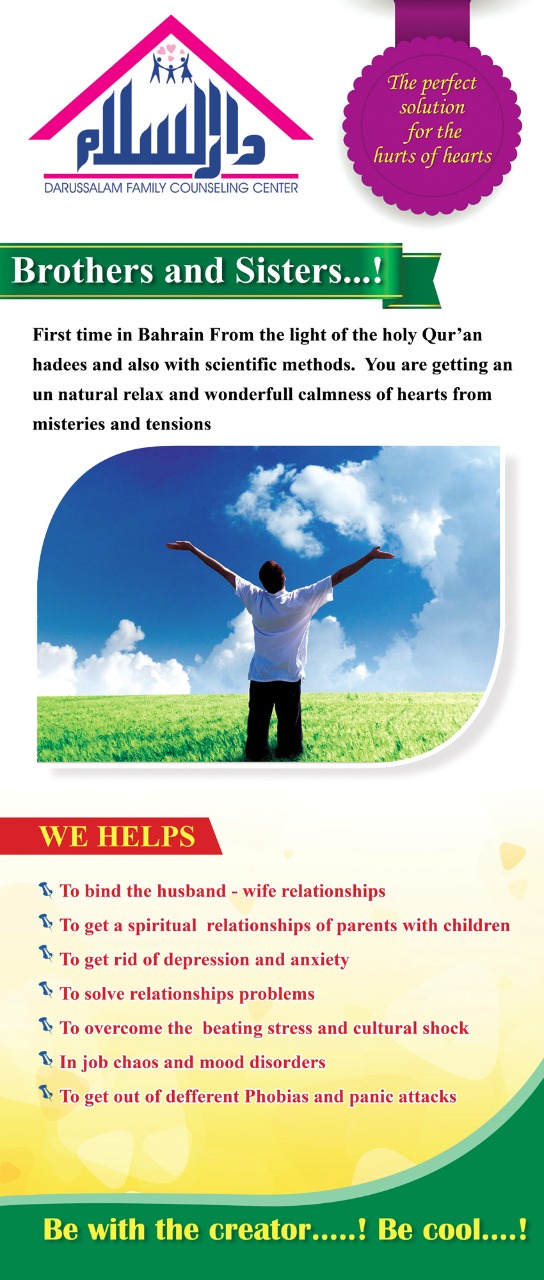 دار السلام
DARUSSALAM FAMILY COUNSELING CENTER
The perfect
solution
for the
hurts of hearts
Brothers and Sisters...!
First time in Bahrain From the light of the holy Qur’an
hadees and also with scientific methods. You are getting an
un natural relax and wonderfull calmness of hearts from
misteries and tensions
WE HELPS
To bind the husband - wife relationships
To get a spiritual relationships of parents with children
To get rid of depression and anxiety
To solve relationships problems
To overcome the beating stress and cultural shock
In job chaos and mood disorders
To get out of defferent Phobias and panic attacks
Be with the creator.....! Be cool....!